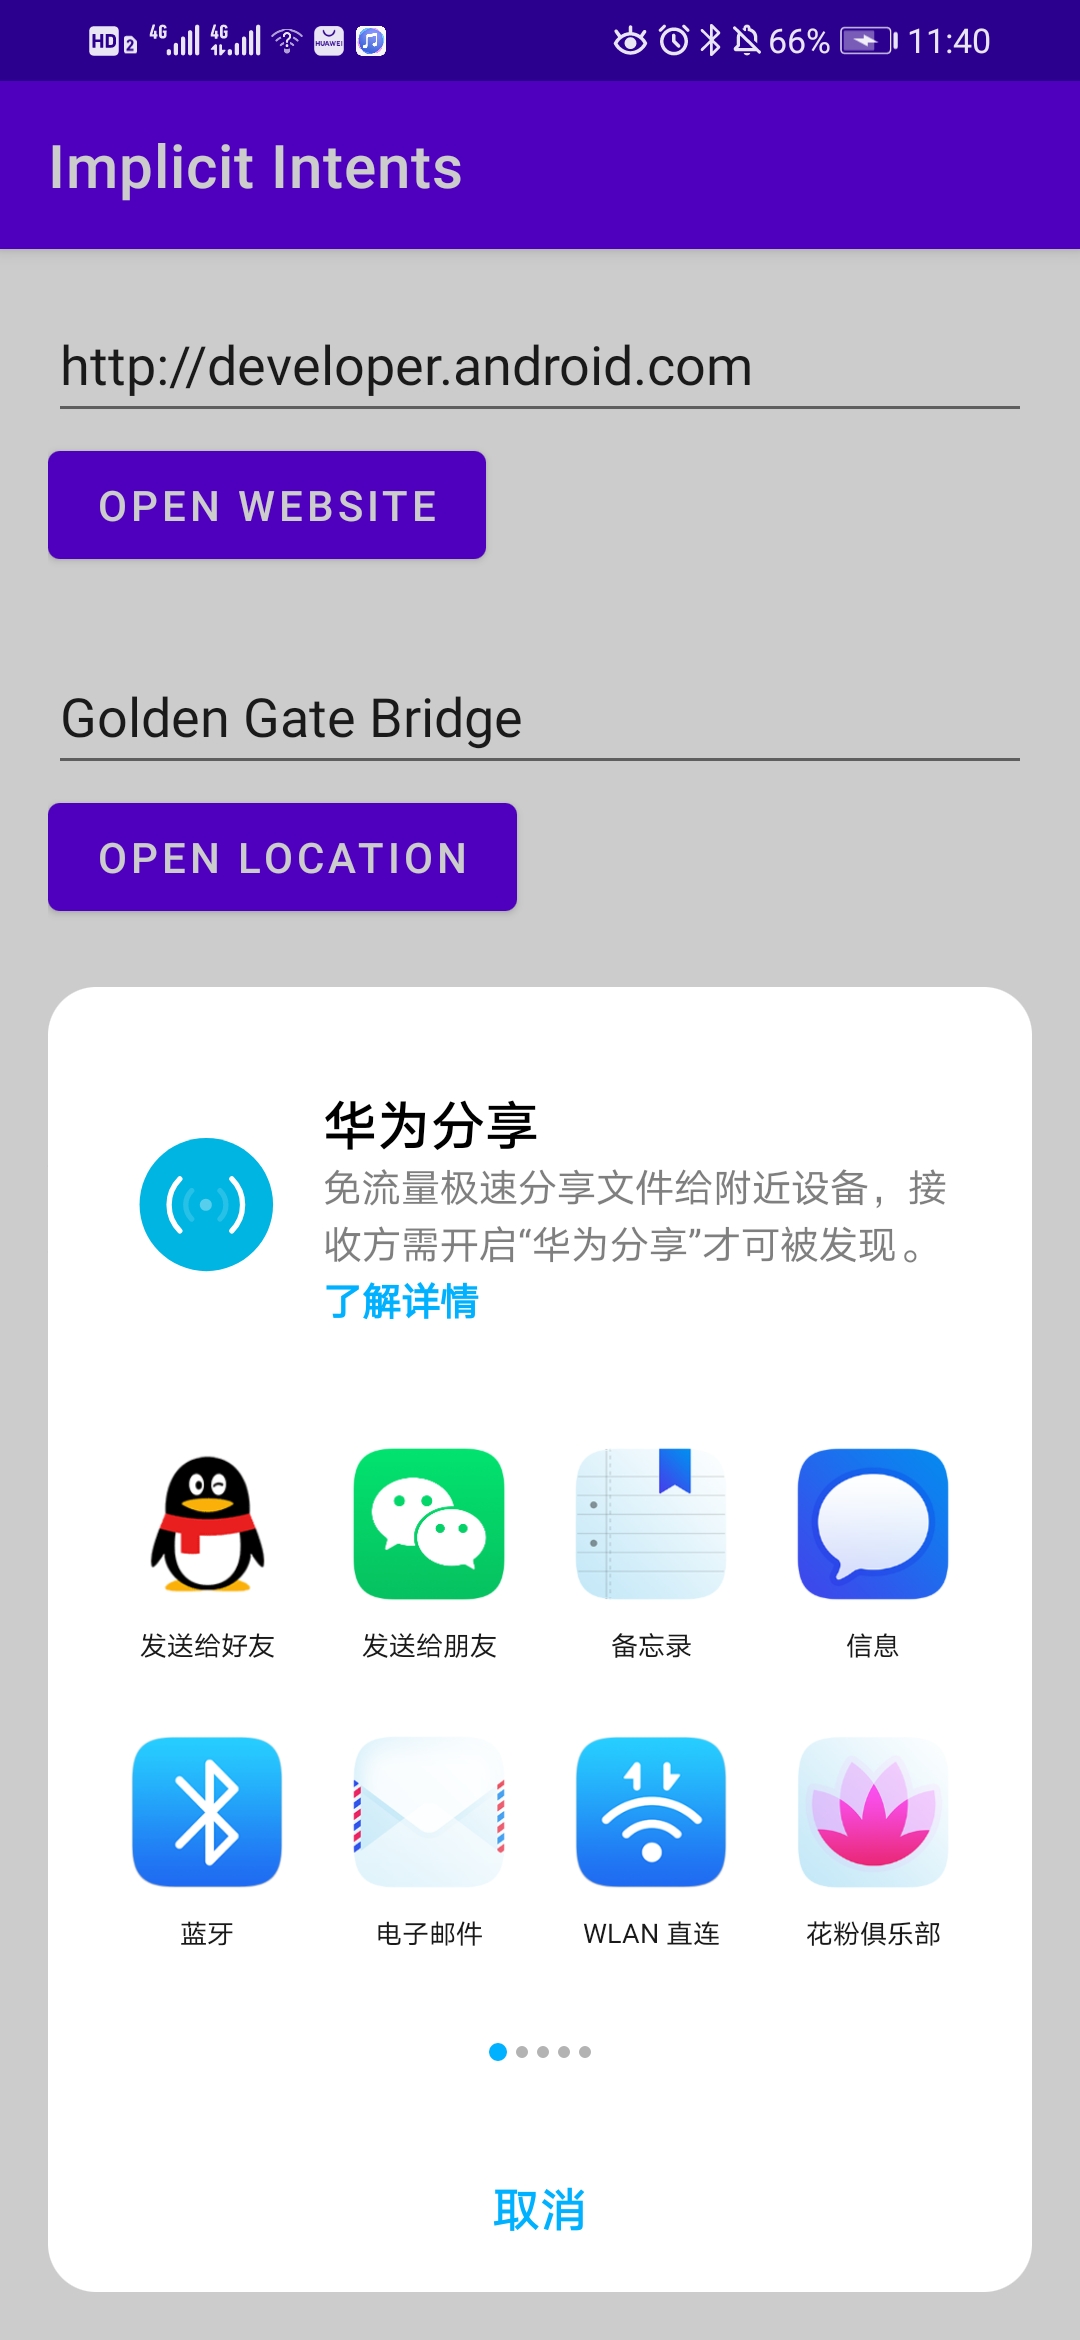 HD 2 4G 4G HUAWEI 66% 11:40
Implicit Intents
http://developer.android.com
OPEN WEBSITE
Golden Gate Bridge
OPEN LOCATION
华为分享
免流量极速分享文件给附近设备，接
收方需开启“华为分享”才可被发现。
了解详情
发送给好友 发送给朋友 备忘录 信息
蓝牙 电子邮件 WLAN 直连 花粉俱乐部
取消